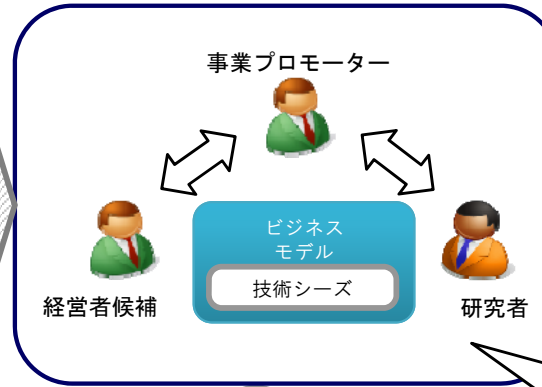 事業プロモーター
ビジネス
モデル
技術シーズ
経営者候補
研究者